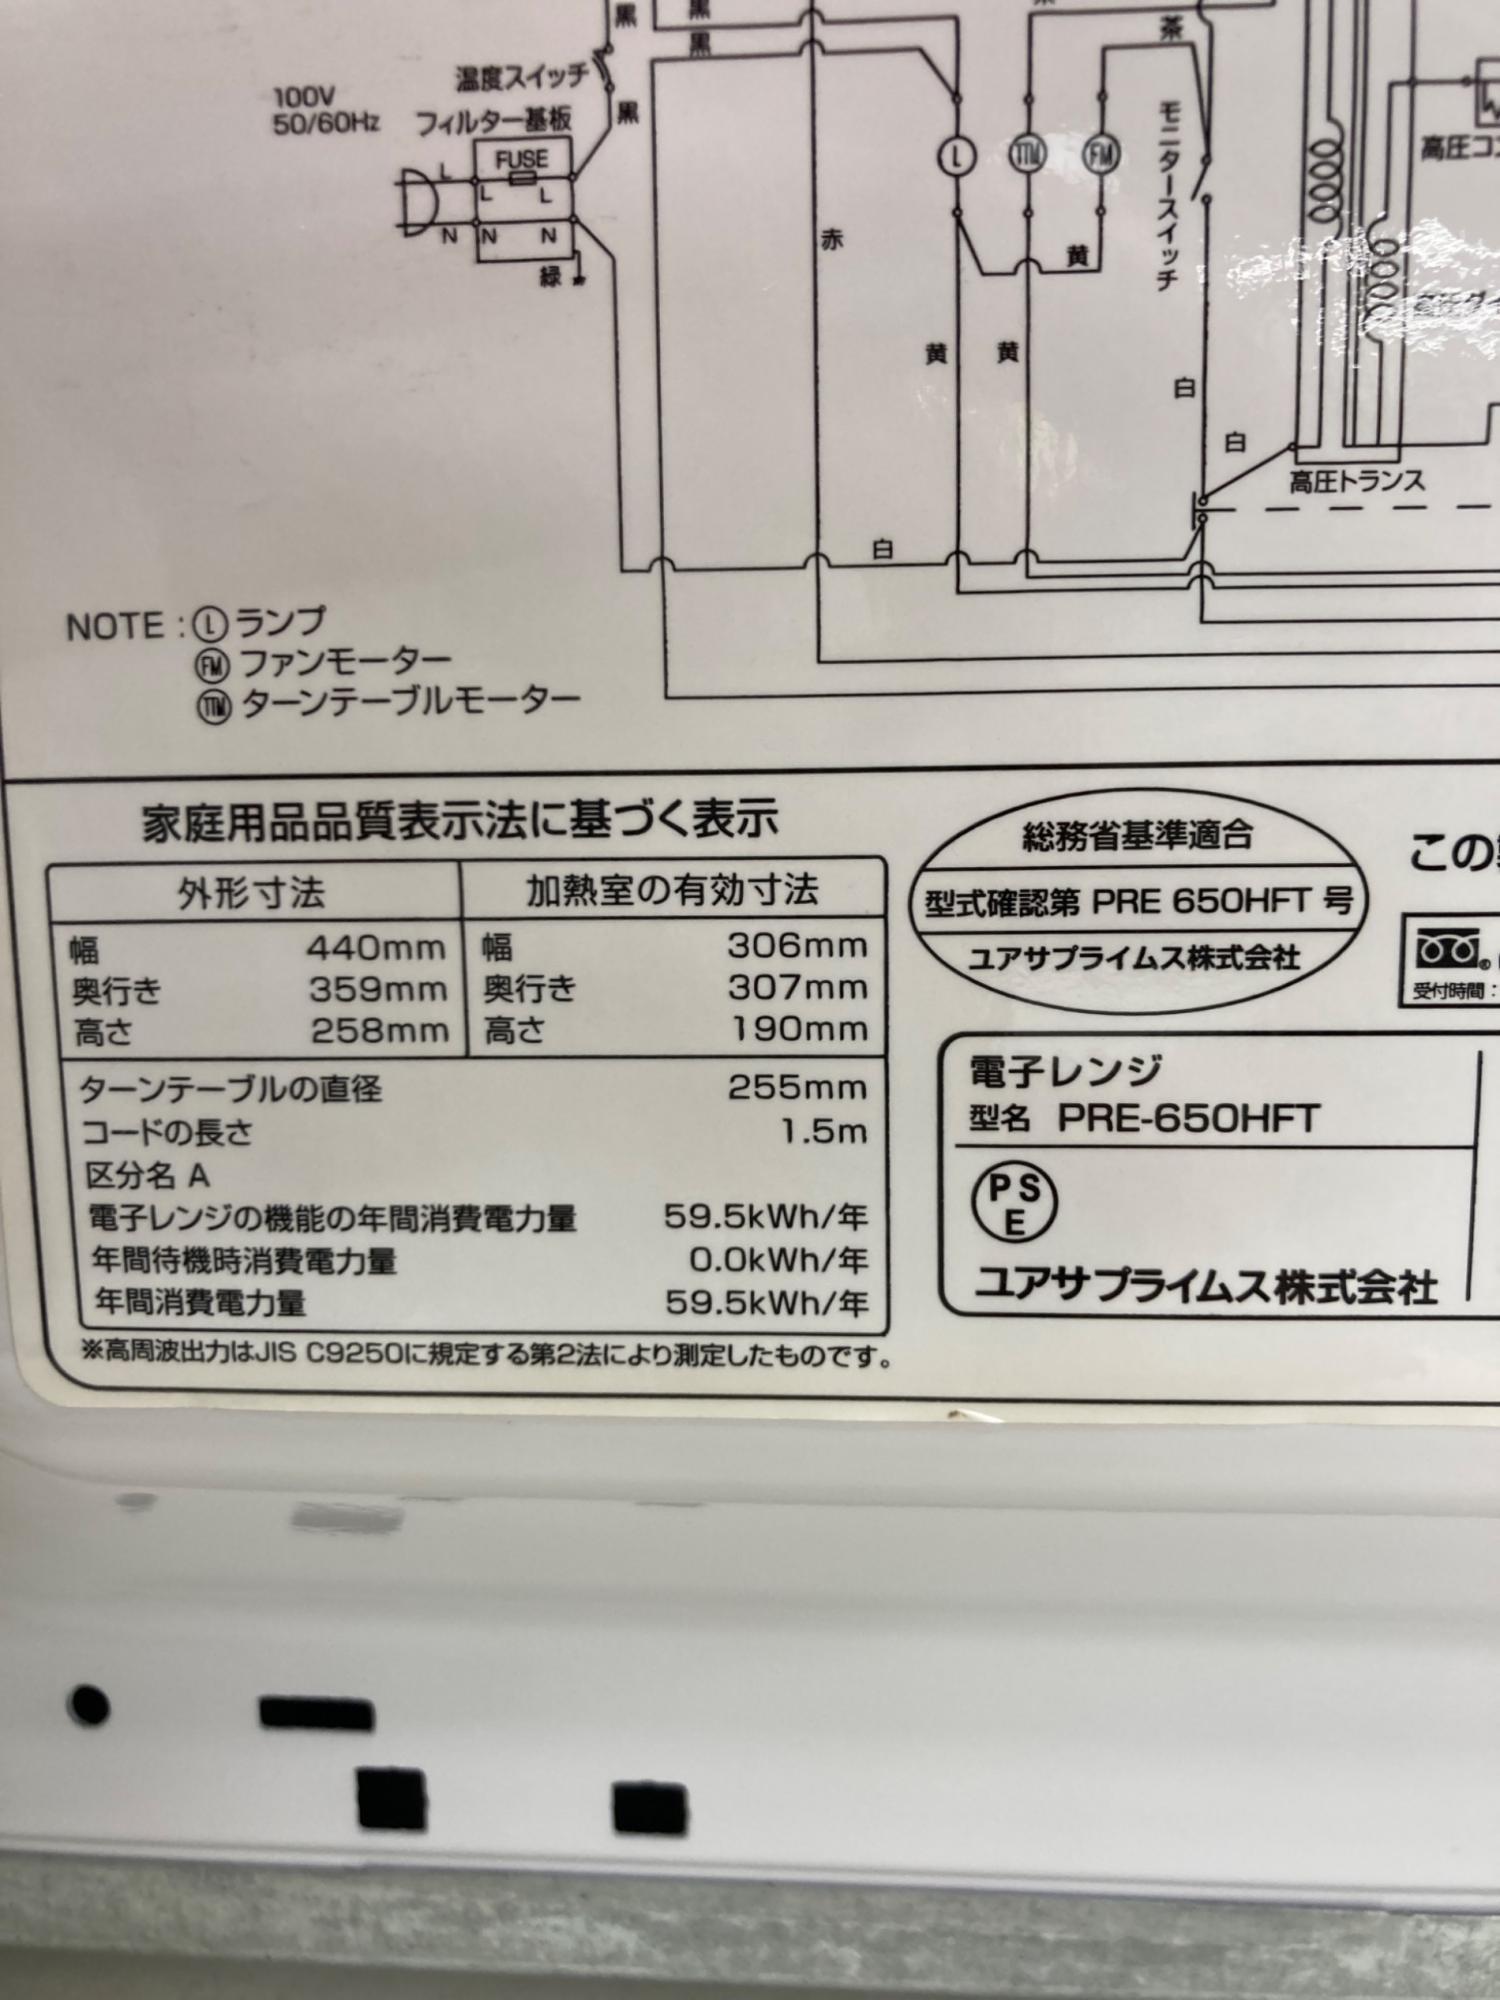 黒
黒
黒
茶
温度スイッチ
100V
50/60Hz
フィルター基板
黒
FUSE
L
L
L
N
N
N
緑
L
TTM
FM
モニタースイッチ
赤
黄
黄
黄
白
白
高圧トランス
白
NOTE : L ランプ
FM ファンモーター
TTM ターンテーブルモーター
家庭用品品質表示法に基づく表示
外形寸法 加熱室の有効寸法
幅 440mm 幅 306mm
奥行き 359mm 奥行き 307mm
高さ 258mm 高さ 190mm
ターンテーブルの直径 255mm
コードの長さ 1.5m
区分名 A
電子レンジの機能の年間消費電力量 59.5kWh/年
年間待機時消費電力量 0.0kWh/年
年間消費電力量 59.5kWh/年
※高周波出力はJIS C9250に規定する第2法により測定したものです。
総務省基準適合
型式確認第 PRE 650HFT 号
ユアサプライムス株式会社
この
受付時間：
電子レンジ
型名 PRE-650HFT
PS
E
ユアサプライムス株式会社